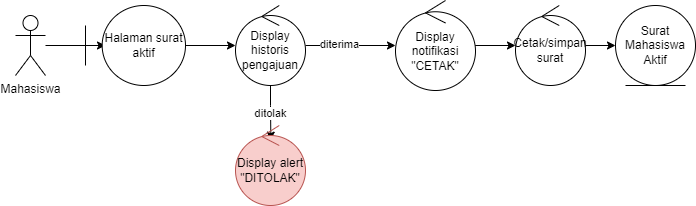 Mahasiswa
Halaman surat
aktif
Display
historis
pengajuan
diterima
Display
notifikasi
"CETAK"
Cetak/simpan
surat
Surat
Mahasiswa
Aktif
ditolak
Display alert
"DITOLAK"